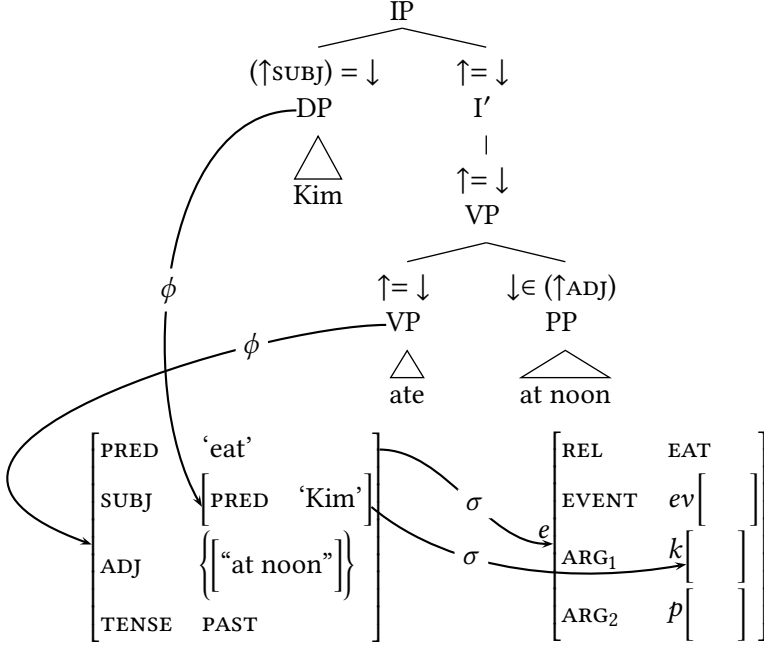 IP
(↑SUBJ) = ↓ ↑= ↓
DP I′
Kim
↑= ↓
VP
↑= ↓ ↓∈ (↑ADJ)
VP PP
ate at noon
ϕ
ϕ
PRED ‘eat’
SUBJ [PRED ‘Kim’]
ADJ {[“at noon”]}
TENSE PAST
σ
σ
e
REL EAT
EVENT ev[ ]
ARG₁ k[ ]
ARG₂ p[ ]